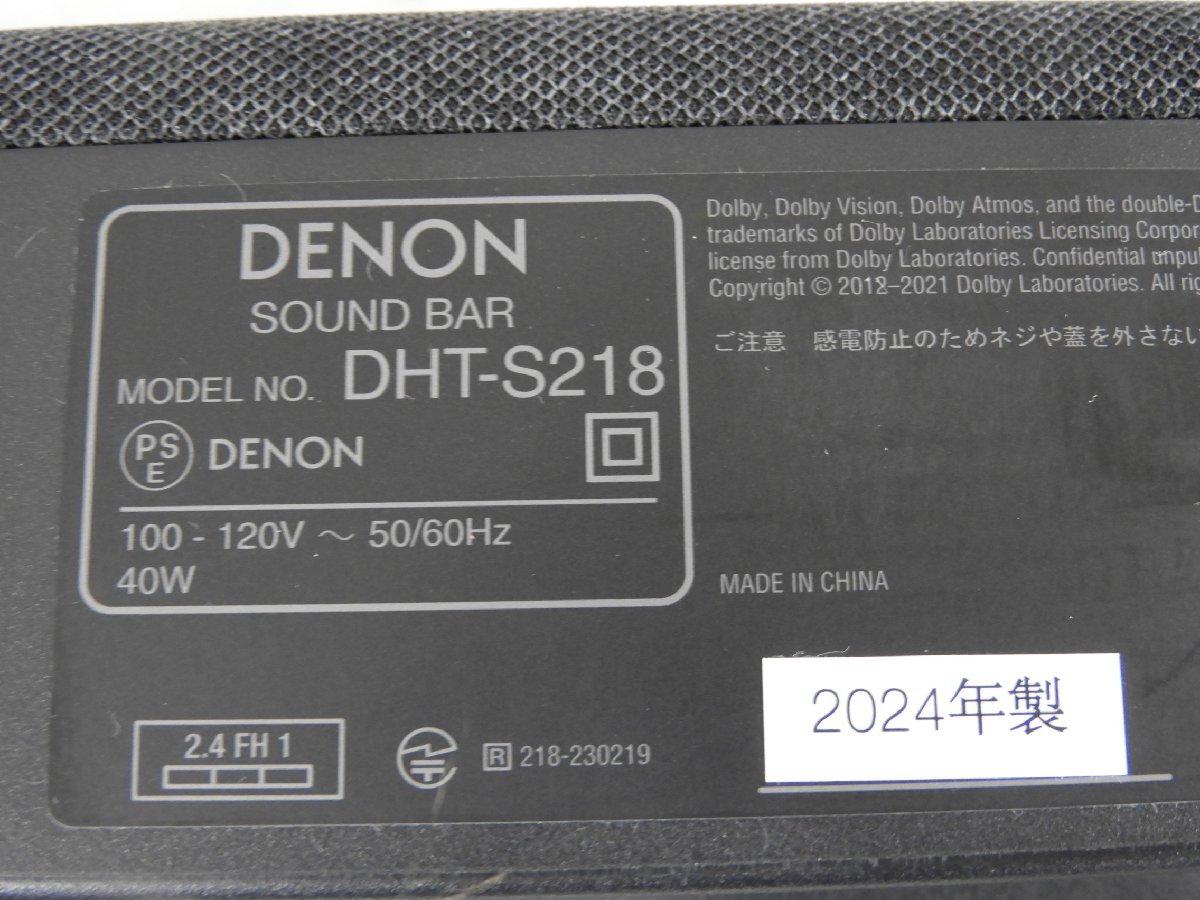 DENON
SOUND BAR
MODEL NO. DHT-S218
PS
E DENON
100 - 120V ～ 50/60Hz
40W
Dolby, Dolby Vision, Dolby Atmos, and the double-D
trademarks of Dolby Laboratories Licensing Corpor
license from Dolby Laboratories. Confidential unpu
Copyright © 2012–2021 Dolby Laboratories. All rig
ご注意 感電防止のためネジや蓋を外さない
MADE IN CHINA
2024年製
2.4 FH 1
R 218-230219